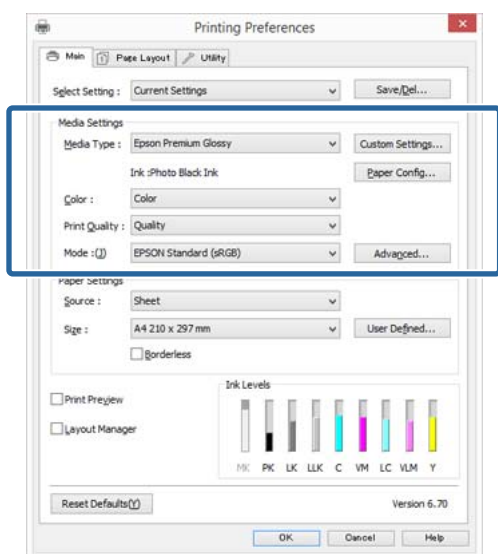 Printing Preferences
Main Page Layout Utility
Select Setting : Current Settings Save/Del...
Media Settings
Media Type : Epson Premium Glossy Custom Settings...
Ink :Photo Black Ink Paper Config...
Color : Color
Print Quality : Quality
Mode :(J) EPSON Standard (sRGB) Advanced...
Paper Settings
Source : Sheet
Size : A4 210 x 297 mm User Defined...
Borderless
Ink Levels
Print Preview
Layout Manager
MK PK LK LLK C VM LC VLM Y
Reset Defaults(Y) Version 6.70
OK Cancel Help